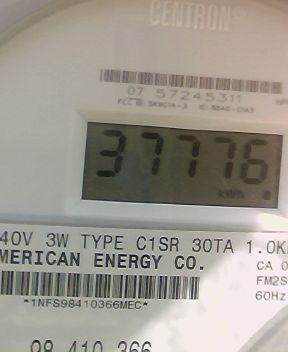 CENTRON®
07 57245311
37776
kWh
40V 3W TYPE C1SR 30TA 1.0K
MERICAN ENERGY CO.
CA 0
FM2S
60Hz
*1NFS98410366MEC*
98 410 366